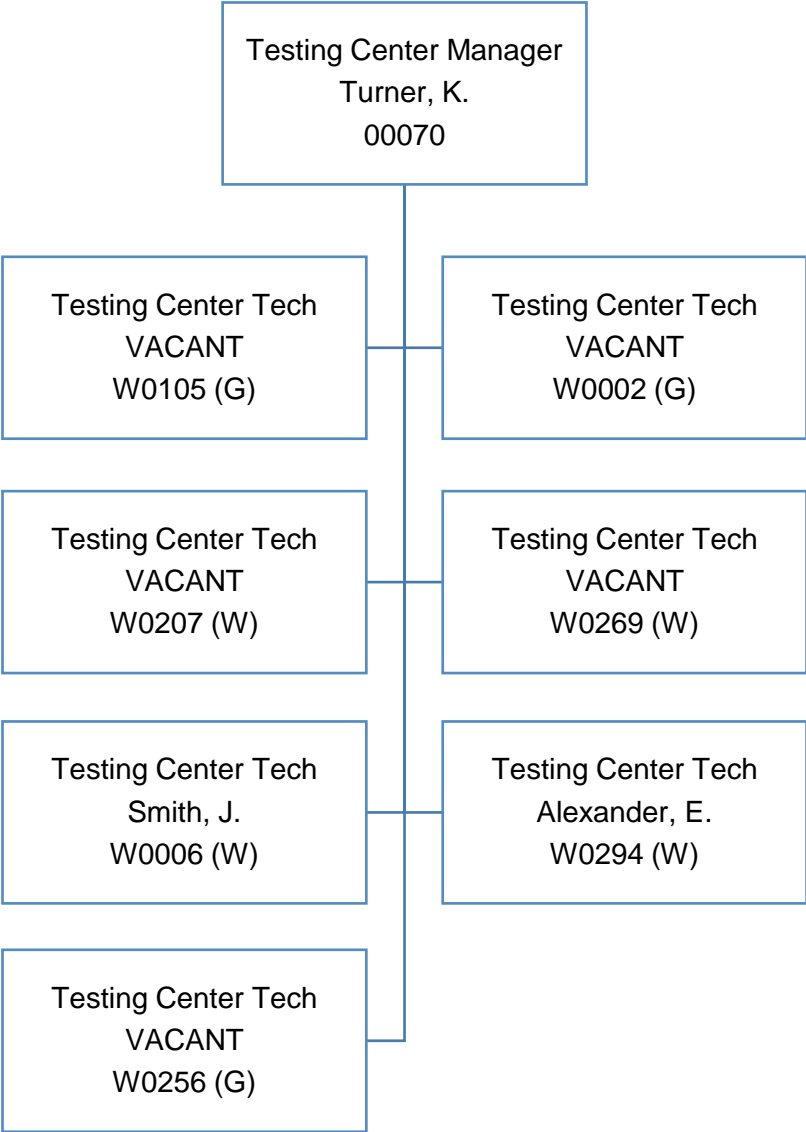 Testing Center Manager
Turner, K.
00070
Testing Center Tech
VACANT
W0105 (G)
Testing Center Tech
VACANT
W0002 (G)
Testing Center Tech
VACANT
W0207 (W)
Testing Center Tech
VACANT
W0269 (W)
Testing Center Tech
Smith, J.
W0006 (W)
Testing Center Tech
Alexander, E.
W0294 (W)
Testing Center Tech
VACANT
W0256 (G)